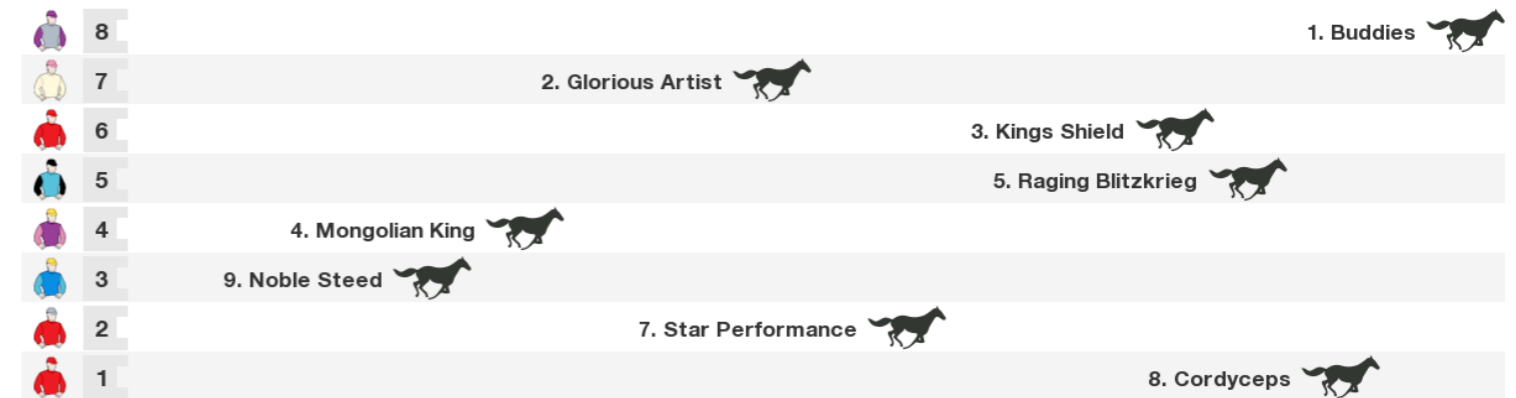 8 1. Buddies
7 2. Glorious Artist
6 3. Kings Shield
5 5. Raging Blitzkrieg
4 4. Mongolian King
3 9. Noble Steed
2 7. Star Performance
1 8. Cordyceps